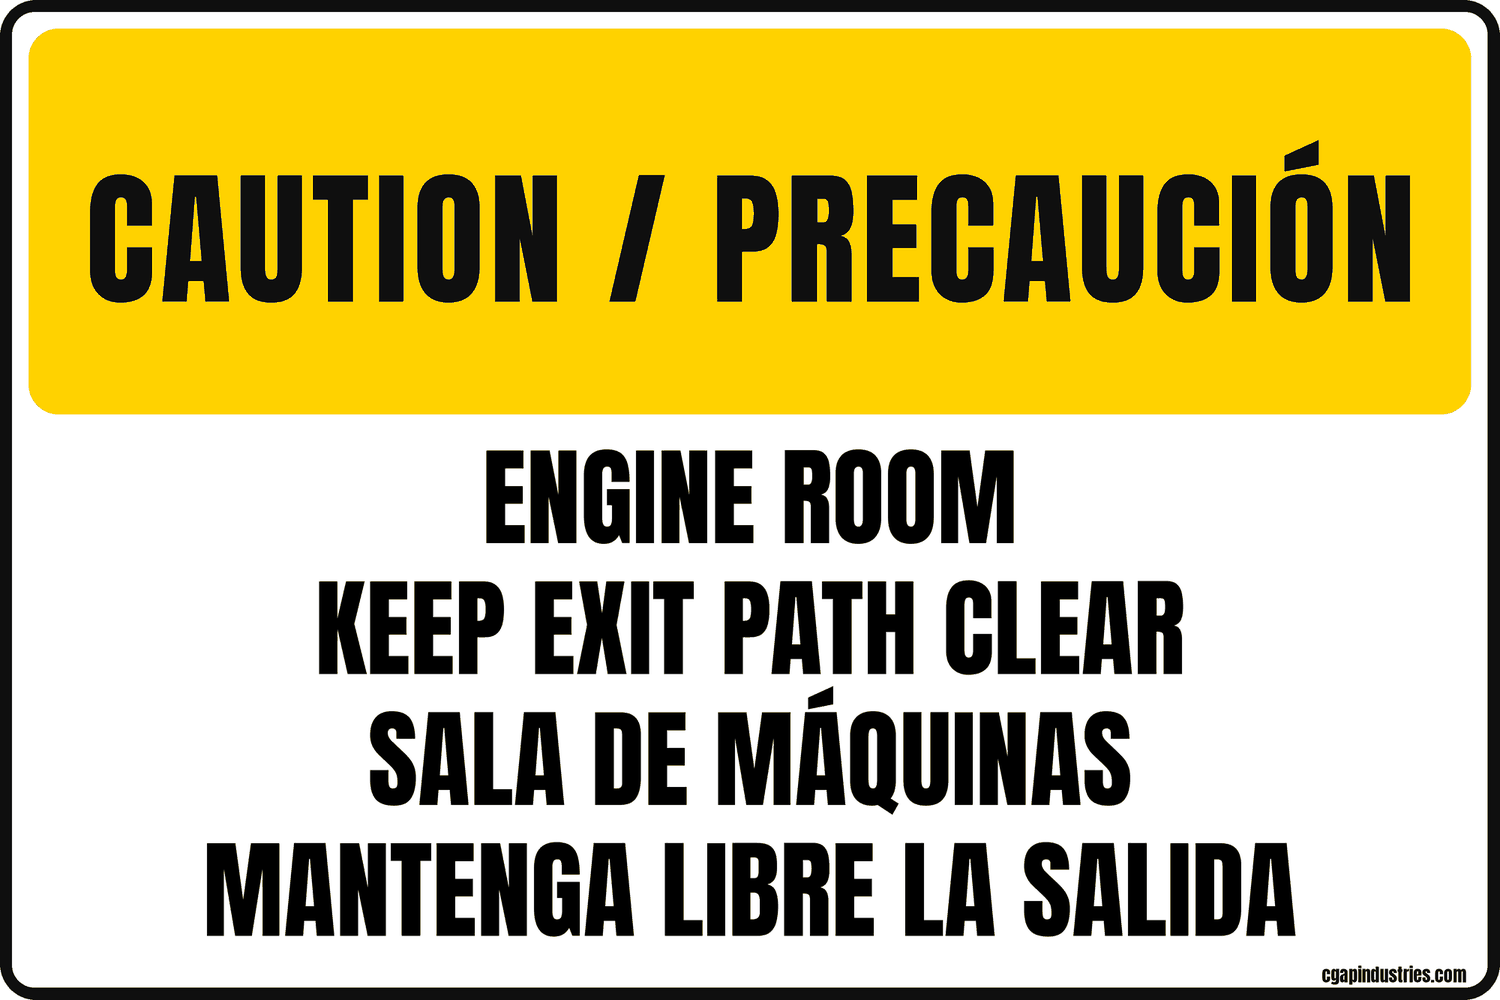 CAUTION / PRECAUCIÓN
ENGINE ROOM
KEEP EXIT PATH CLEAR
SALA DE MÁQUINAS
MANTENGA LIBRE LA SALIDA
cgapindustries.com